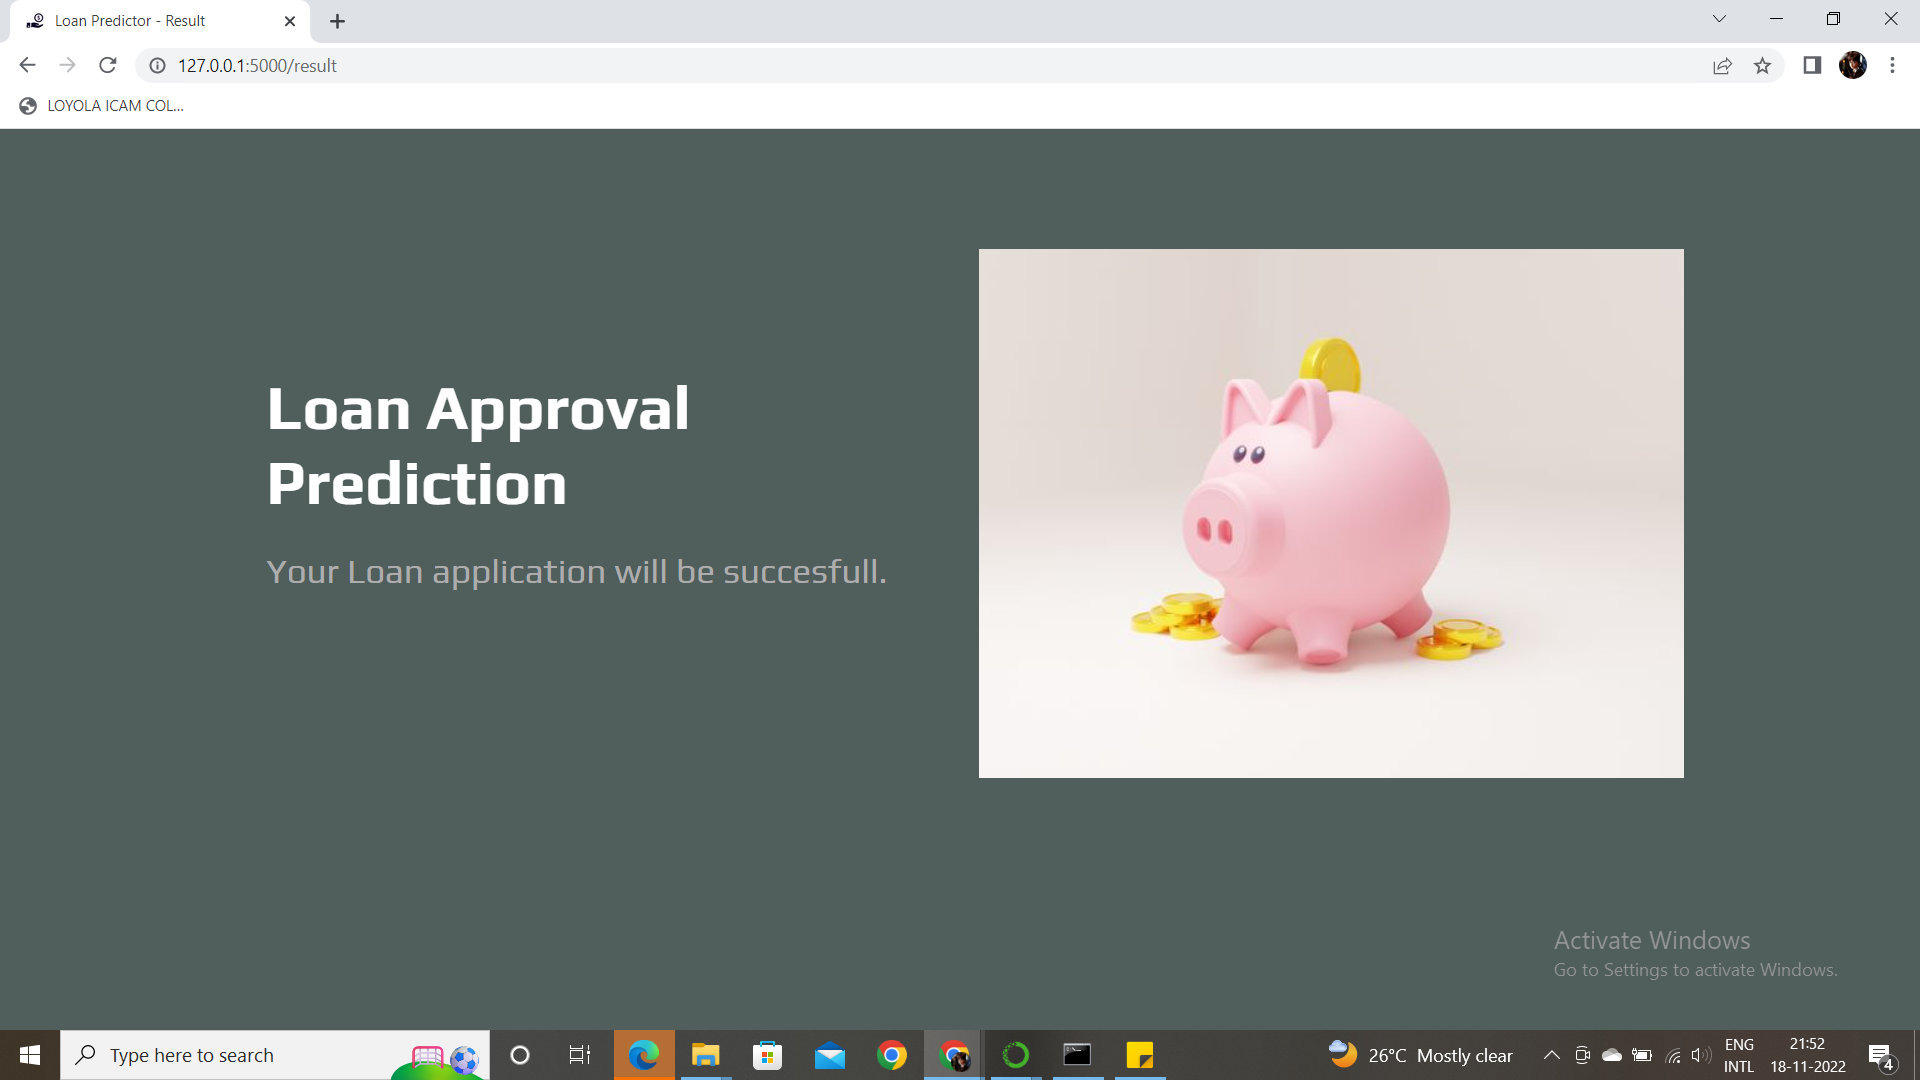 Loan Predictor - Result
127.0.0.1:5000/result
LOYOLA ICAM COL...
Loan Approval
Prediction
Your Loan application will be succesfull.
Activate Windows
Go to Settings to activate Windows.
Type here to search
26°C Mostly clear
ENG
INTL
21:52
18-11-2022
4